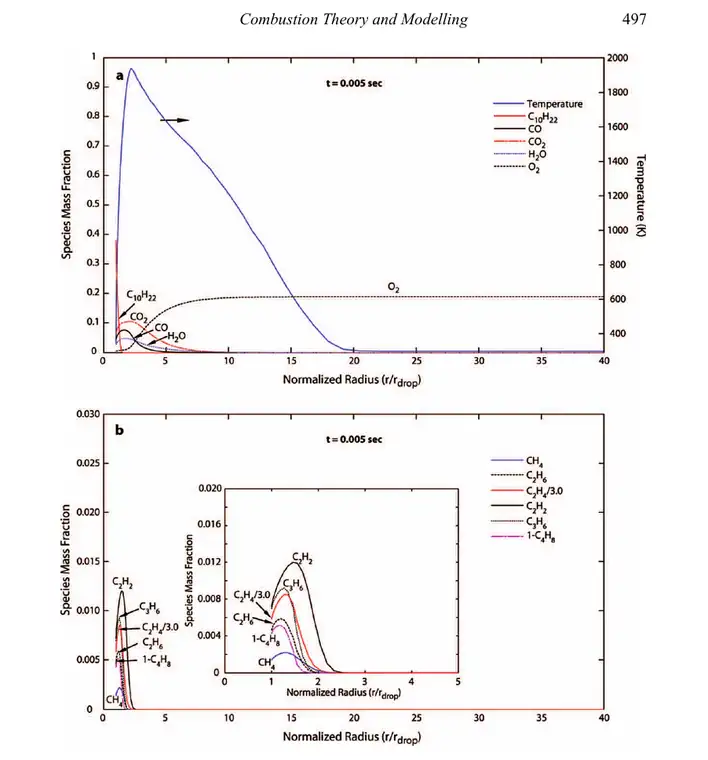 Combustion Theory and Modelling 497
a
t = 0.005 sec
Temperature
C10H22
CO
CO2
H2O
O2
1
0.9
0.8
0.7
0.6
0.5
0.4
0.3
0.2
0.1
0
Species Mass Fraction
2000
1800
1600
1400
1200
1000
800
600
400
Temperature (K)
C10H22
CO2
CO
H2O
O2
0 5 10 15 20 25 30 35 40
Normalized Radius (r/rdrop)
b
t = 0.005 sec
CH4
C2H6
C2H4/3.0
C2H2
C3H6
1-C4H8
0.030
0.025
0.020
0.015
0.010
0.005
0
Species Mass Fraction
C2H2
C3H6
C2H4/3.0
C2H6
1-C4H8
CH4
0.020
0.016
0.012
0.008
0.004
0
Species Mass Fraction
C2H2
C3H6
C2H4/3.0
C2H6
1-C4H8
CH4
0 1 2 3 4 5
Normalized Radius (r/rdrop)
0 5 10 15 20 25 30 35 40
Normalized Radius (r/rdrop)